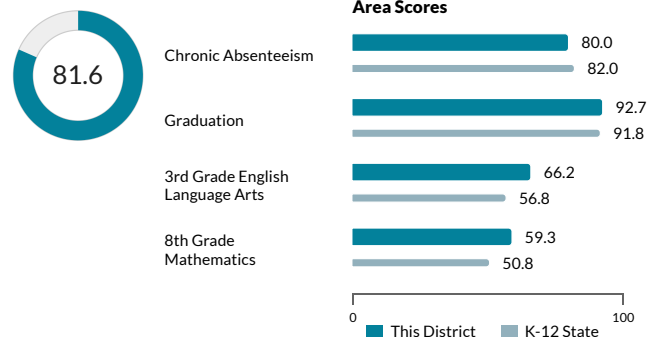 Area Scores
81.6
Chronic Absenteeism
80.0
82.0
Graduation
92.7
91.8
3rd Grade English
Language Arts
66.2
56.8
8th Grade
Mathematics
59.3
50.8
0
100
This District
K-12 State